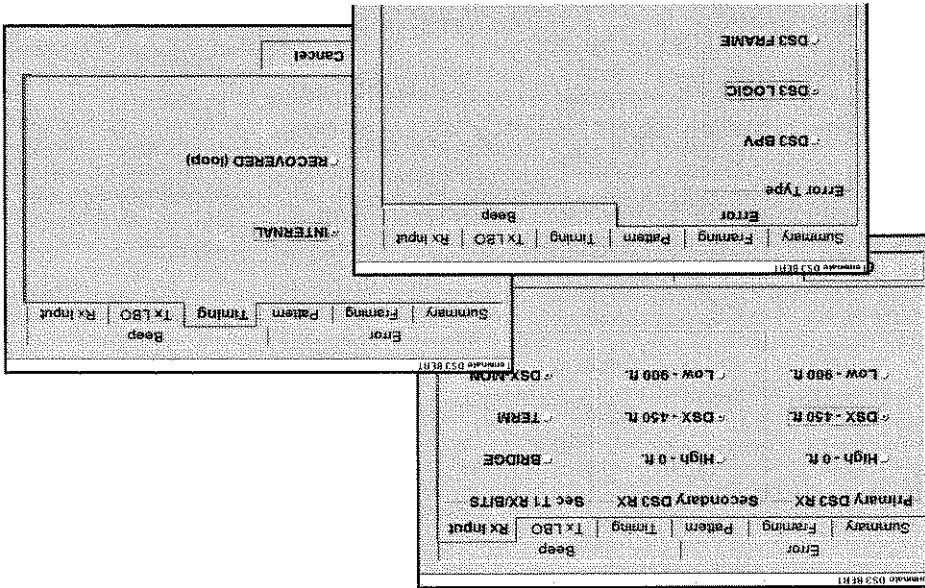 rminate DS3 BERT
Error Beep
Summary Framing Pattern Timing Tx LBO Rx Input
Primary DS3 RX Secondary DS3 RX Sec T1 RX/BITS
High - 0 ft. High - 0 ft. BRIDGE
DSX - 450 ft. DSX - 450 ft. TERM
Low - 900 ft. Low - 900 ft. DSX-MON
Terminate DS3 BERT
Error Beep
Summary Framing Pattern Timing Tx LBO Rx Input
INTERNAL
RECOVERED (loop)
Cancel
Terminate DS3 BERT
Summary Framing Pattern Timing Tx LBO Rx Input
Error Beep
Error Type
DS3 BPV
DS3 LOGIC
DS3 FRAME